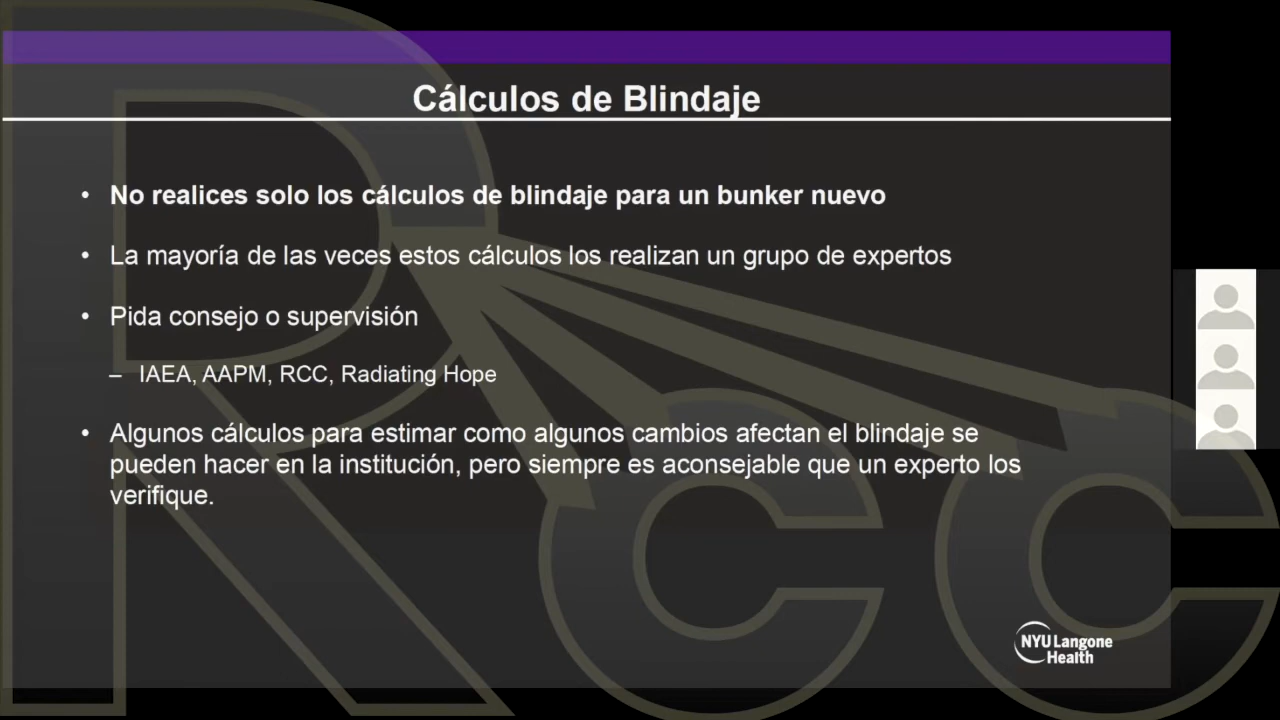 Cálculos de Blindaje
• No realices solo los cálculos de blindaje para un bunker nuevo
• La mayoría de las veces estos cálculos los realizan un grupo de expertos
• Pida consejo o supervisión
– IAEA, AAPM, RCC, Radiating Hope
• Algunos cálculos para estimar como algunos cambios afectan el blindaje se
pueden hacer en la institución, pero siempre es aconsejable que un experto los
verifique.
NYU Langone
Health
RCC